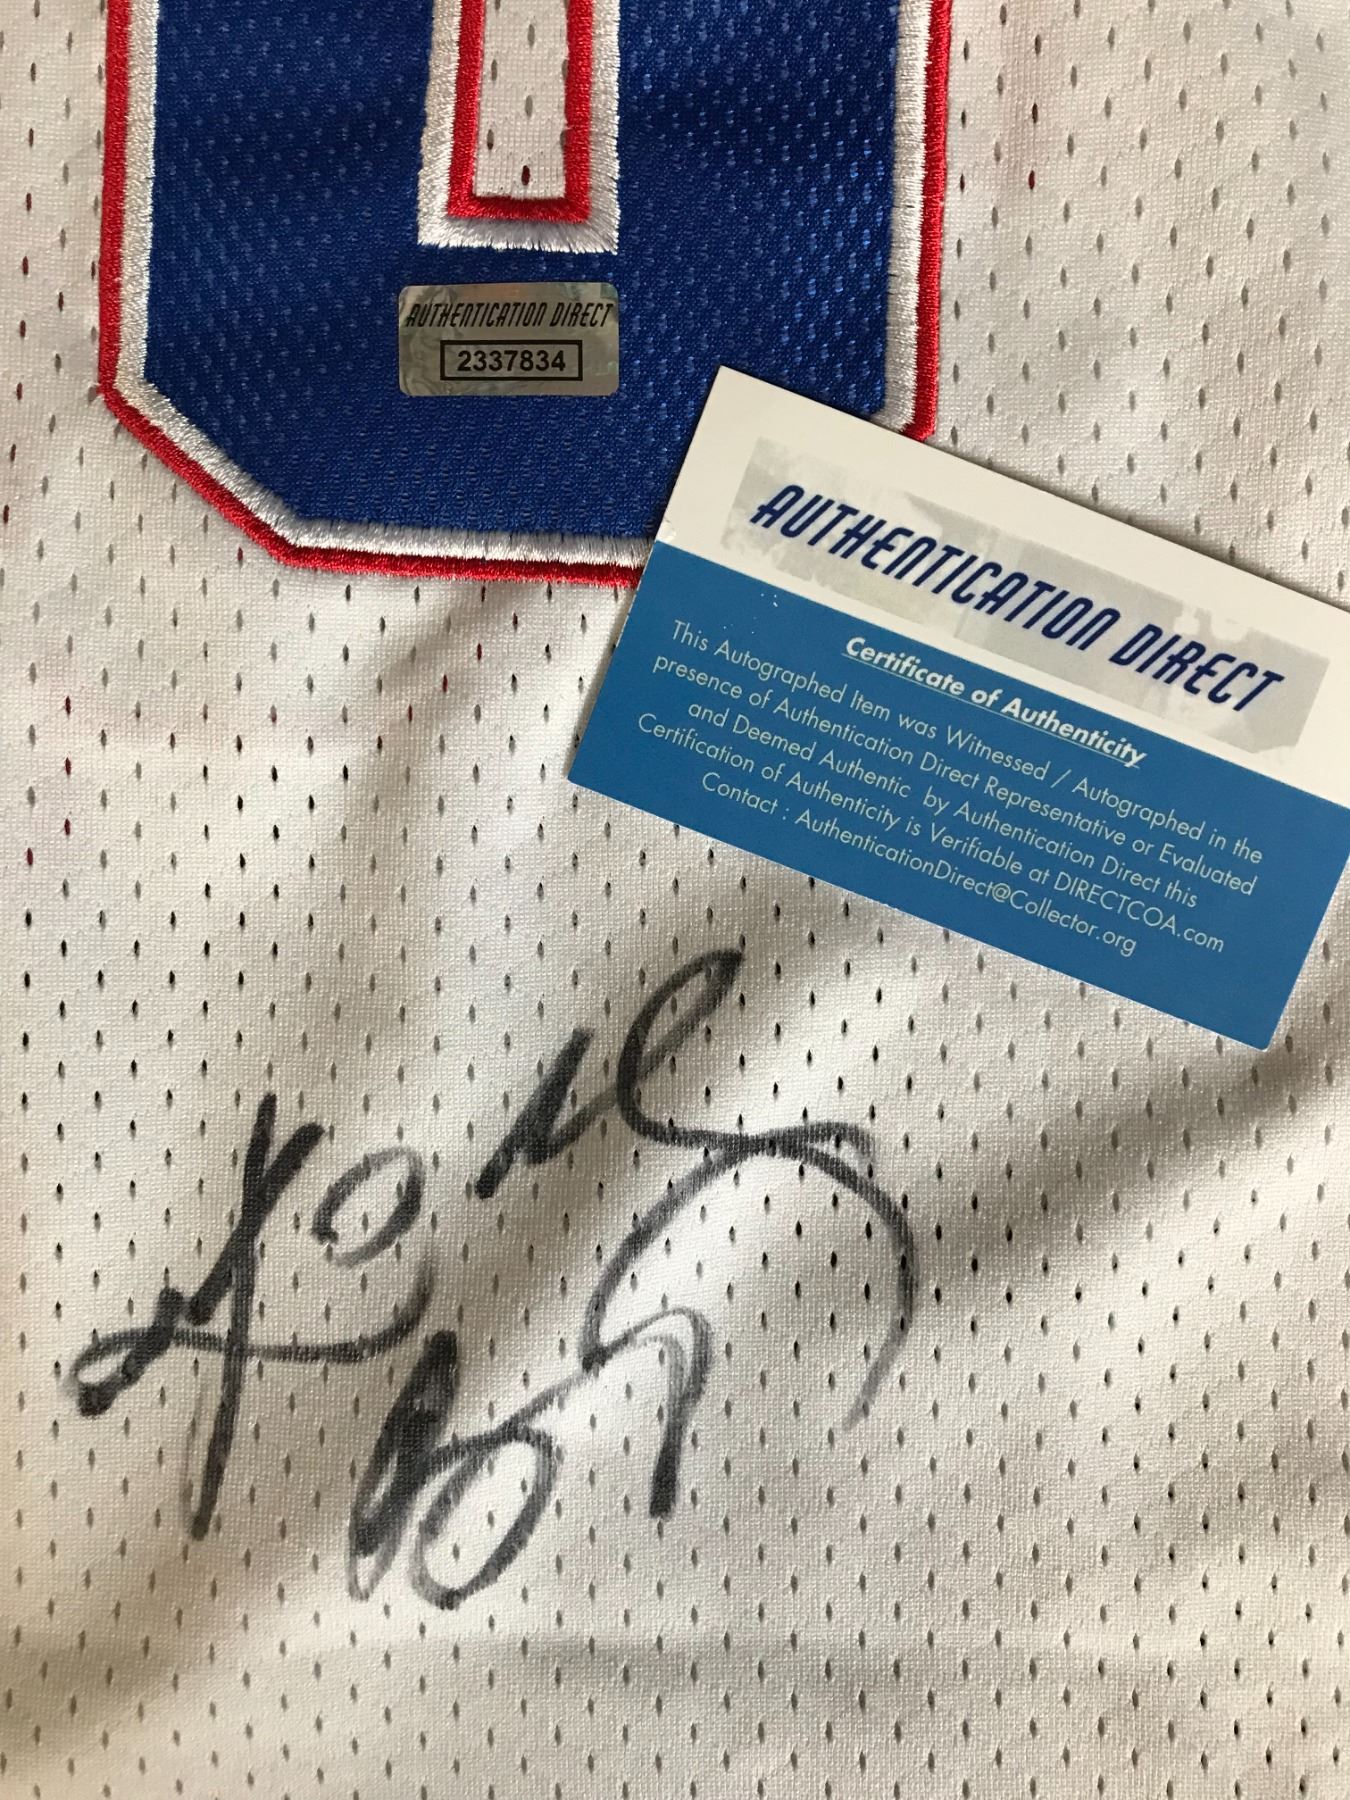 AUTHENTICATION DIRECT
2337834
AUTHENTICATION DIRECT
Certificate of Authenticity
This Autographed Item was Witnessed / Autographed in the
presence of Authentication Direct Representative or Evaluated
and Deemed Authentic by Authentication Direct this
Certification of Authenticity is Verifiable at DIRECTCOA.com
Contact : AuthenticationDirect@Collector.org